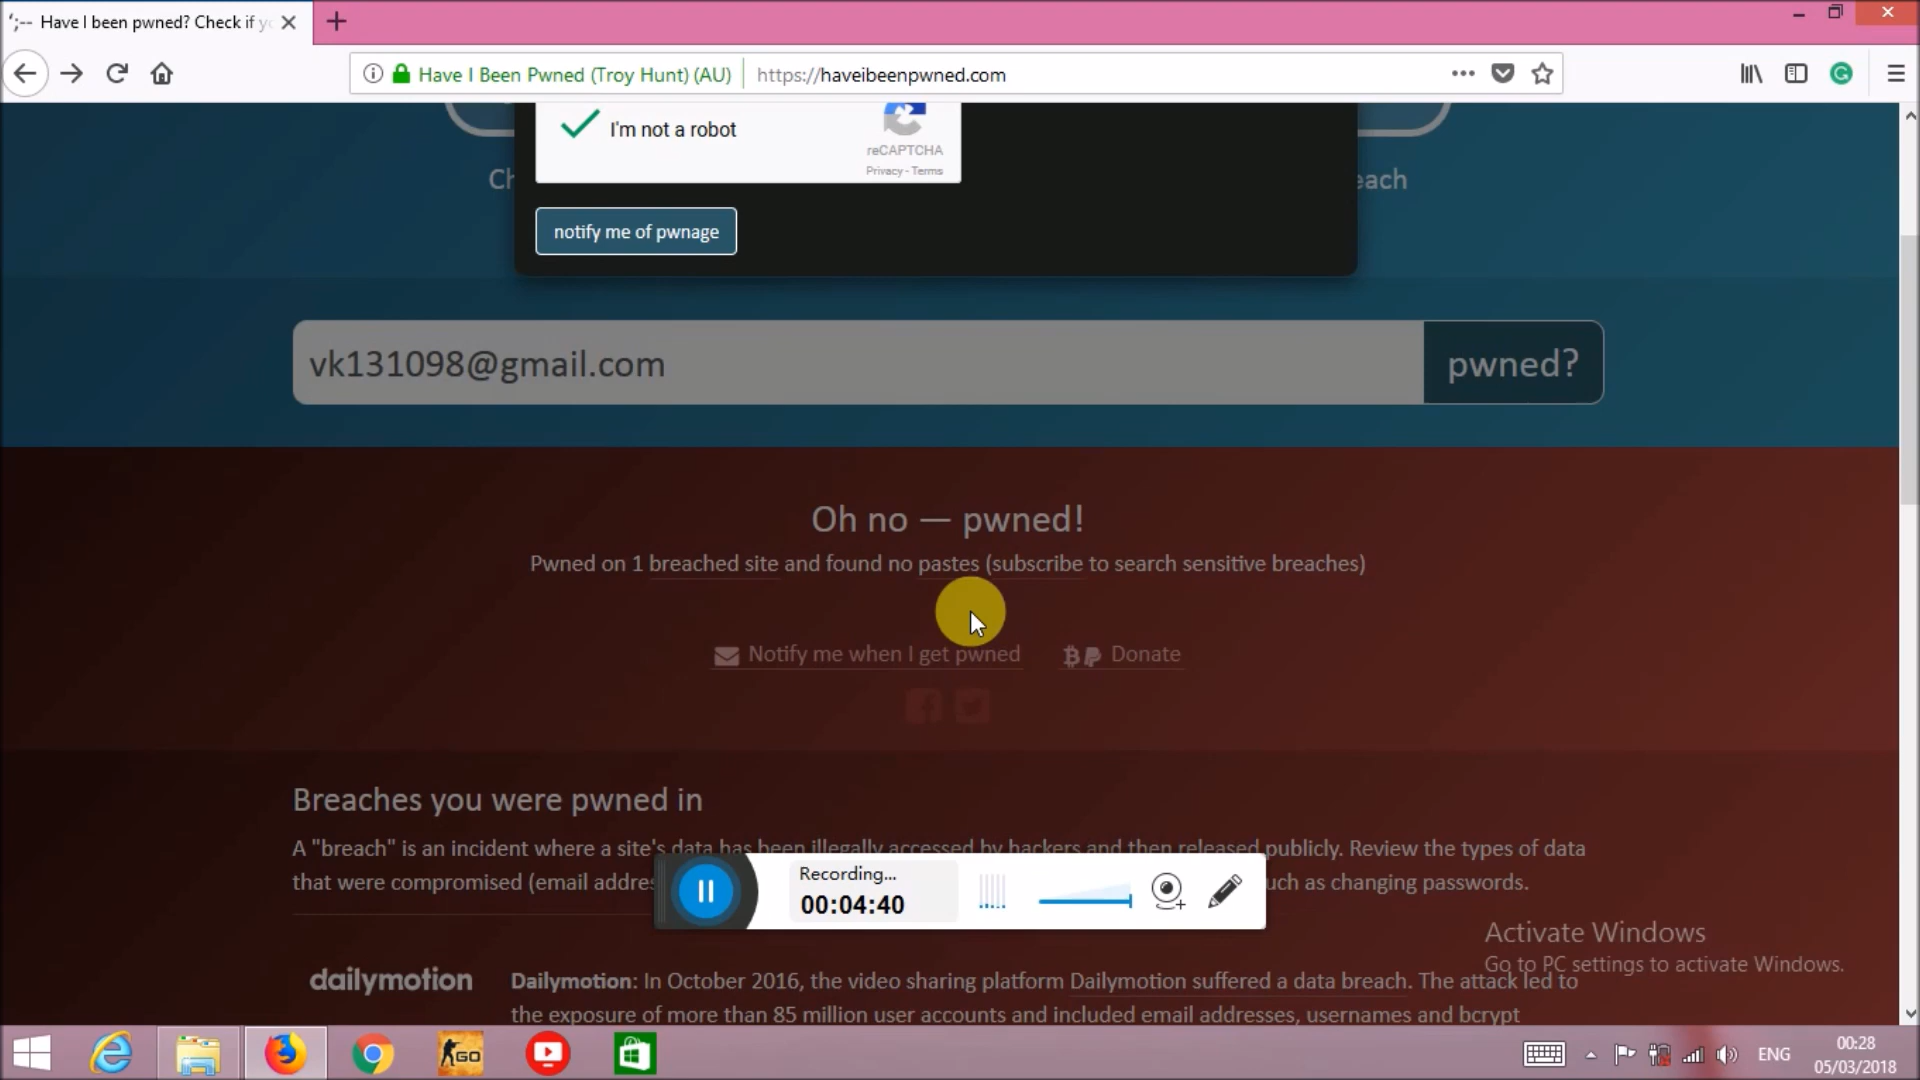 ';-- Have I been pwned? Check if yo
Have I Been Pwned (Troy Hunt) (AU)
https://haveibeenpwned.com
I'm not a robot
reCAPTCHA
Privacy - Terms
Ch
each
notify me of pwnage
vk131098@gmail.com
pwned?
Oh no — pwned!
Pwned on 1 breached site and found no pastes (subscribe to search sensitive breaches)
Notify me when I get pwned
Donate
Breaches you were pwned in
A "breach" is an incident where a site's data has been illegally accessed by hackers and then released publicly. Review the types of data
that were compromised (email addre uch as changing passwords.
Recording...
00:04:40
Activate Windows
Go to PC settings to activate Windows.
dailymotion
Dailymotion: In October 2016, the video sharing platform Dailymotion suffered a data breach. The attack led to
the exposure of more than 85 million user accounts and included email addresses, usernames and bcrypt
GO
ENG
00:28
05/03/2018